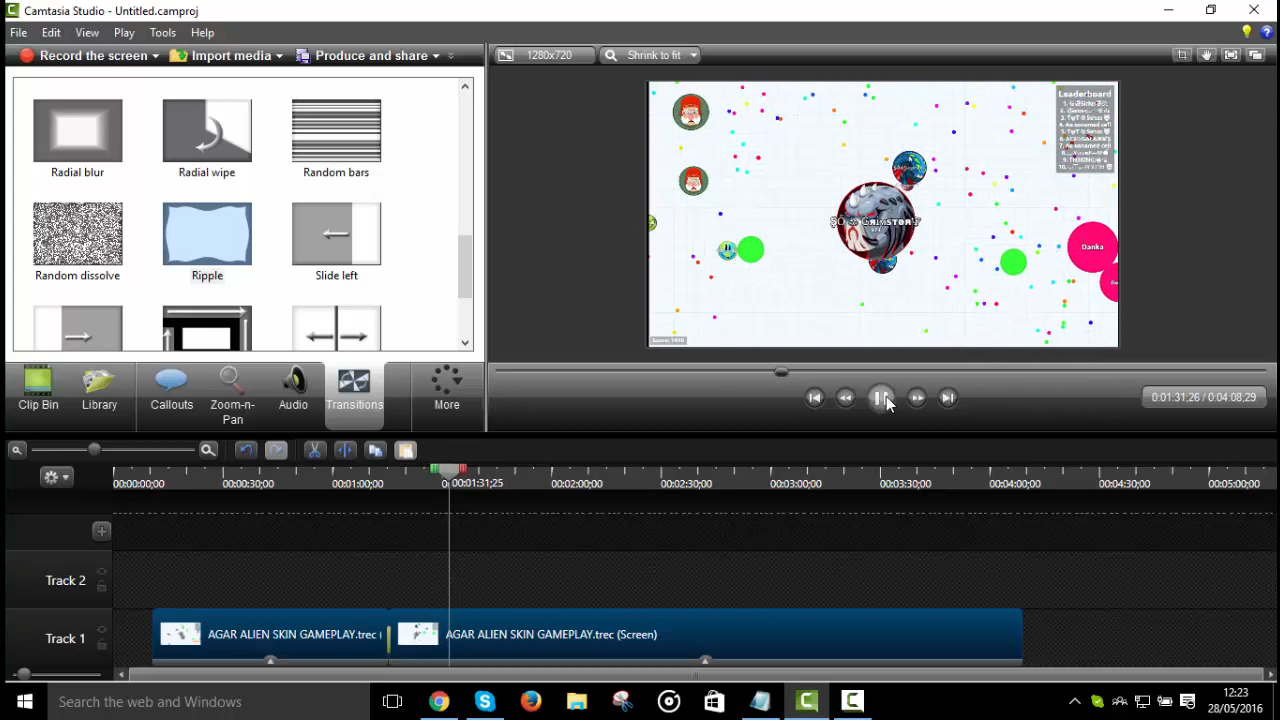 Camtasia Studio - Untitled.camproj
File Edit View Play Tools Help
Record the screen Import media Produce and share
1280x720 Shrink to fit
Radial blur Radial wipe Random bars
Random dissolve Ripple Slide left
Leaderboard
Danka
Clip Bin Library Callouts Zoom-n-Pan Audio Transitions More
0:01:31;26 / 0:04:08;29
00:00:00;00 00:00:30;00 00:01:00;00 00:01:31;25 00:02:00;00 00:02:30;00 00:03:00;00 00:03:30;00 00:04:00;00 00:04:30;00 00:05:00;00
Track 2
Track 1 AGAR ALIEN SKIN GAMEPLAY.trec ( AGAR ALIEN SKIN GAMEPLAY.trec (Screen)
Search the web and Windows
12:23
28/05/2016